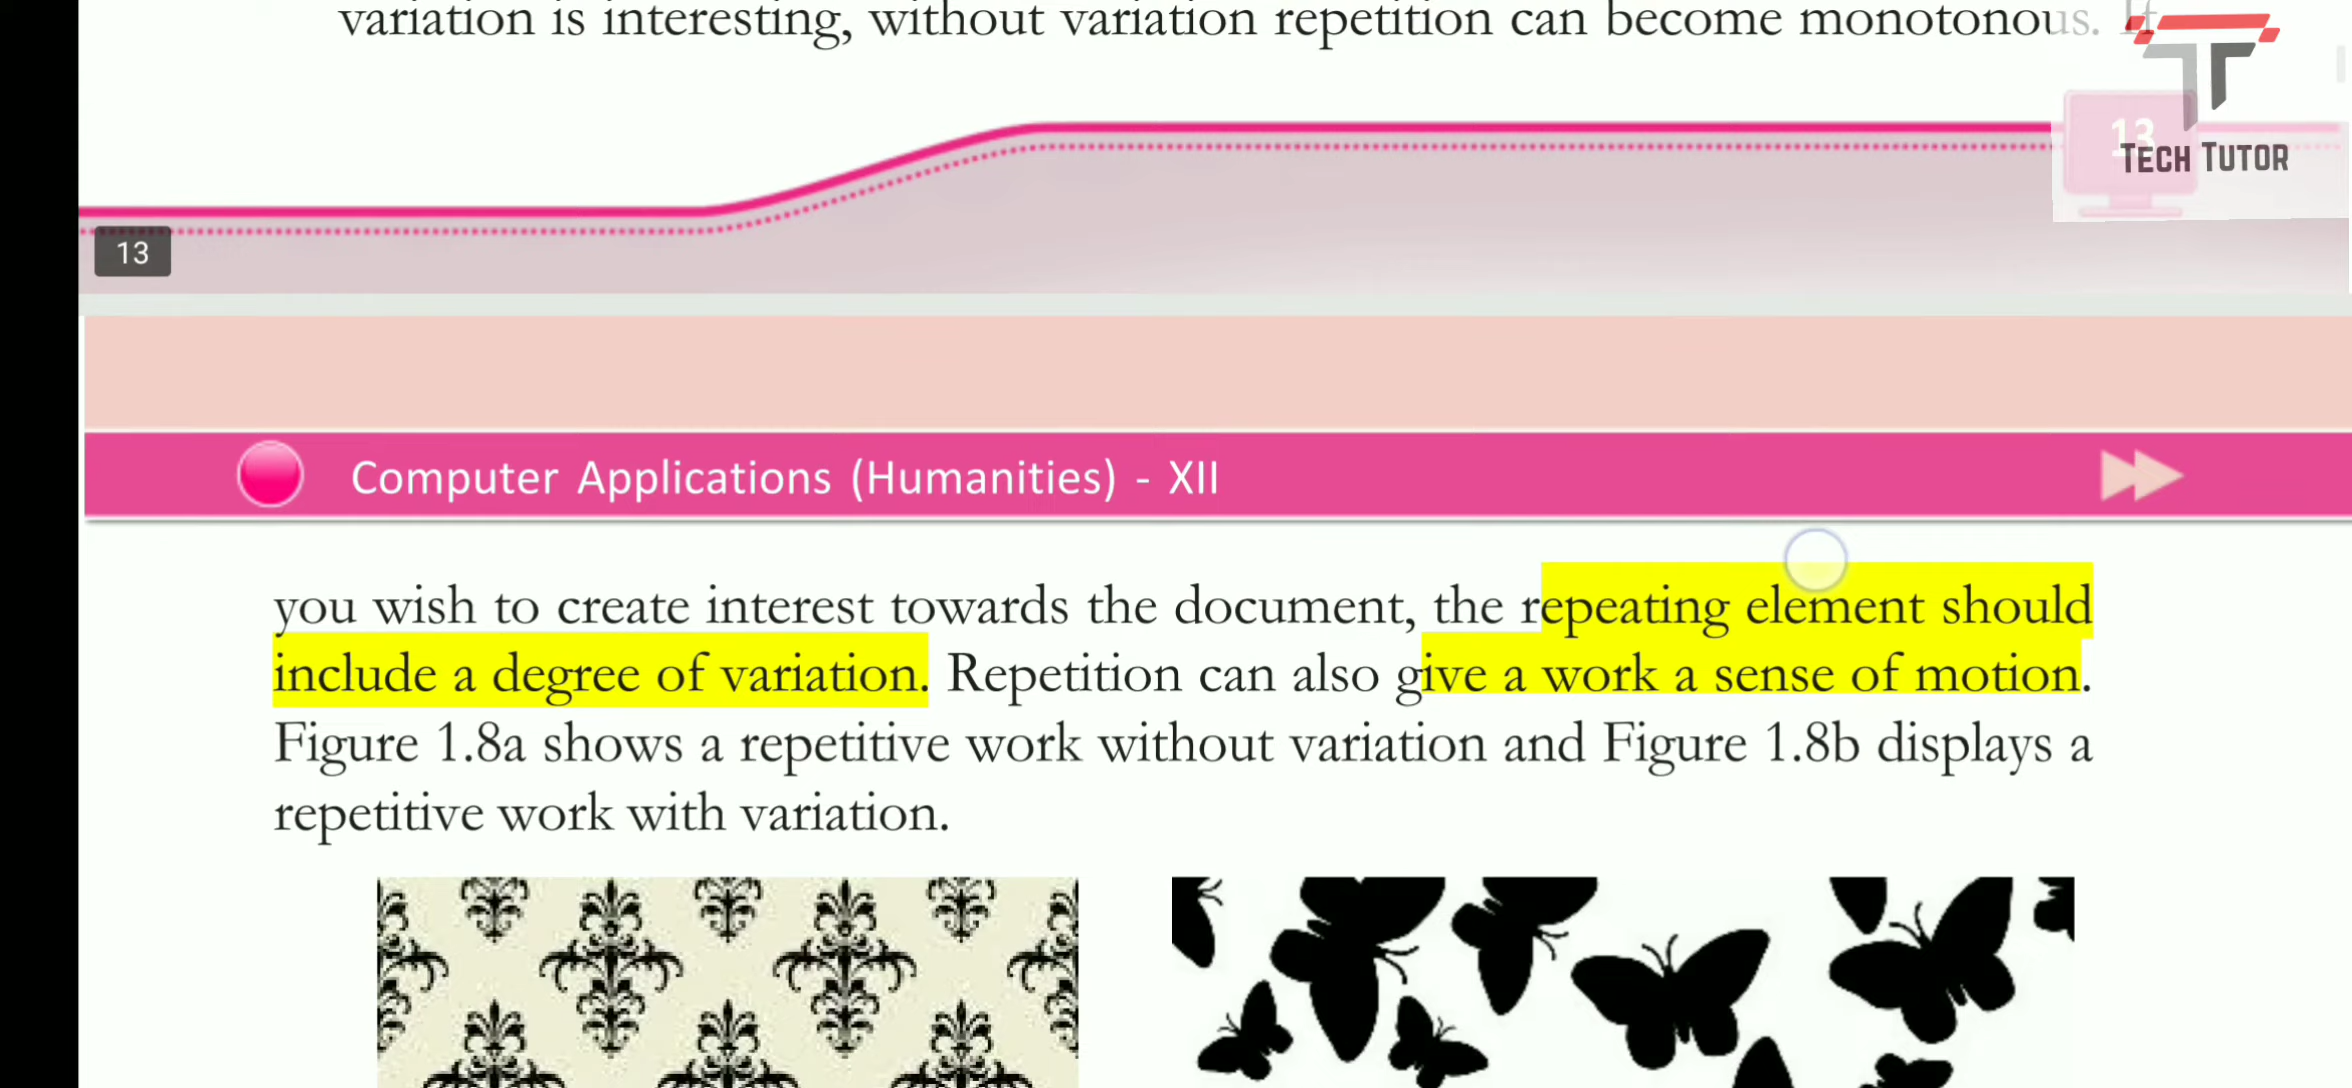 variation is interesting, without variation repetition can become monotonous. If
13
TECH TUTOR
13
Computer Applications (Humanities) - XII
you wish to create interest towards the document, the repeating element should
include a degree of variation. Repetition can also give a work a sense of motion.
Figure 1.8a shows a repetitive work without variation and Figure 1.8b displays a
repetitive work with variation.